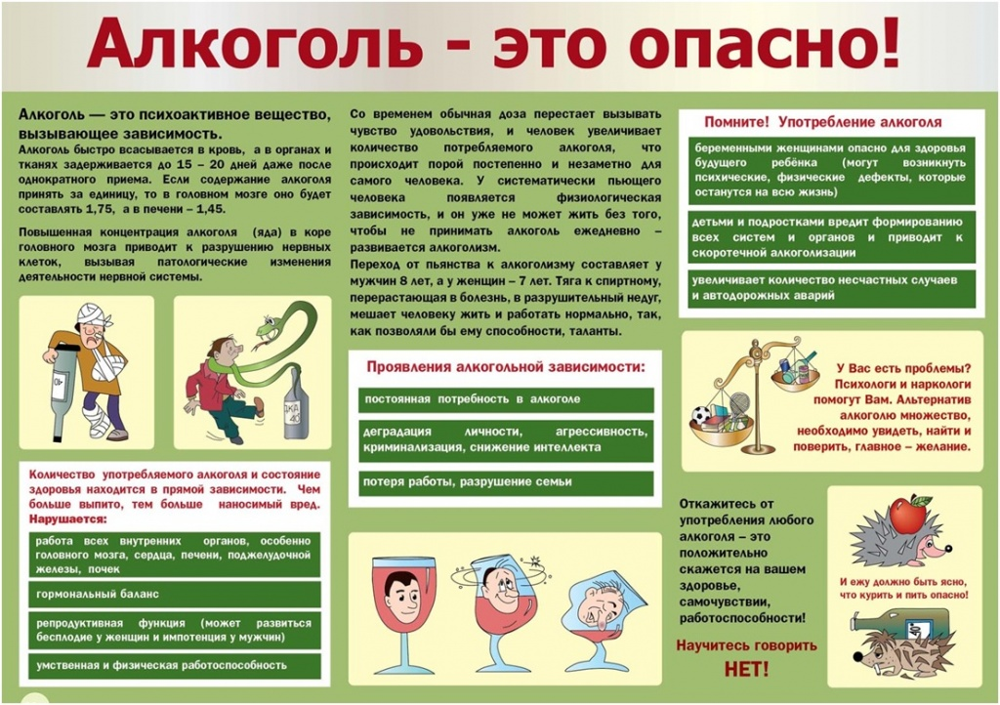 Алкоголь - это опасно!
Алкоголь — это психоактивное вещество,
вызывающее зависимость.
Алкоголь быстро всасывается в кровь, а в органах и
тканях задерживается до 15 – 20 дней даже после
однократного приема. Если содержание алкоголя
принять за единицу, то в головном мозге оно будет
составлять 1,75, а в печени – 1,45.
Повышенная концентрация алкоголя (яда) в коре
головного мозга приводит к разрушению нервных
клеток, вызывая патологические изменения
деятельности нервной системы.
40
ДКА
40
Количество употребляемого алкоголя и состояние
здоровья находится в прямой зависимости. Чем
больше выпито, тем больше наносимый вред.
Нарушается:
работа всех внутренних органов, особенно
головного мозга, сердца, печени, поджелудочной
железы, почек
гормональный баланс
репродуктивная функция (может развиться
бесплодие у женщин и импотенция у мужчин)
умственная и физическая работоспособность
Со временем обычная доза перестает вызывать
чувство удовольствия, и человек увеличивает
количество потребляемого алкоголя, что
происходит порой постепенно и незаметно для
самого человека. У систематически пьющего
человека появляется физиологическая
зависимость, и он уже не может жить без того,
чтобы не принимать алкоголь ежедневно –
развивается алкоголизм.
Переход от пьянства к алкоголизму составляет у
мужчин 8 лет, а у женщин – 7 лет. Тяга к спиртному,
перерастающая в болезнь, в разрушительный недуг,
мешает человеку жить и работать нормально, так,
как позволяли бы ему способности, таланты.
Проявления алкогольной зависимости:
постоянная потребность в алкоголе
деградация личности, агрессивность,
криминализация, снижение интеллекта
потеря работы, разрушение семьи
Помните! Употребление алкоголя
беременными женщинами опасно для здоровья
будущего ребёнка (могут возникнуть
психические, физические дефекты, которые
останутся на всю жизнь)
детьми и подростками вредит формированию
всех систем и органов и приводит к
скоротечной алкоголизации
увеличивает количество несчастных случаев
и автодорожных аварий
У Вас есть проблемы?
Психологи и наркологи
помогут Вам. Альтернатив
алкоголю множество,
необходимо увидеть, найти и
поверить, главное – желание.
Откажитесь от
употребления любого
алкоголя – это
положительно
скажется на вашем
здоровье,
самочувствии,
работоспособности!
Научитесь говорить
НЕТ!
И ежу должно быть ясно,
что курить и пить опасно!
40